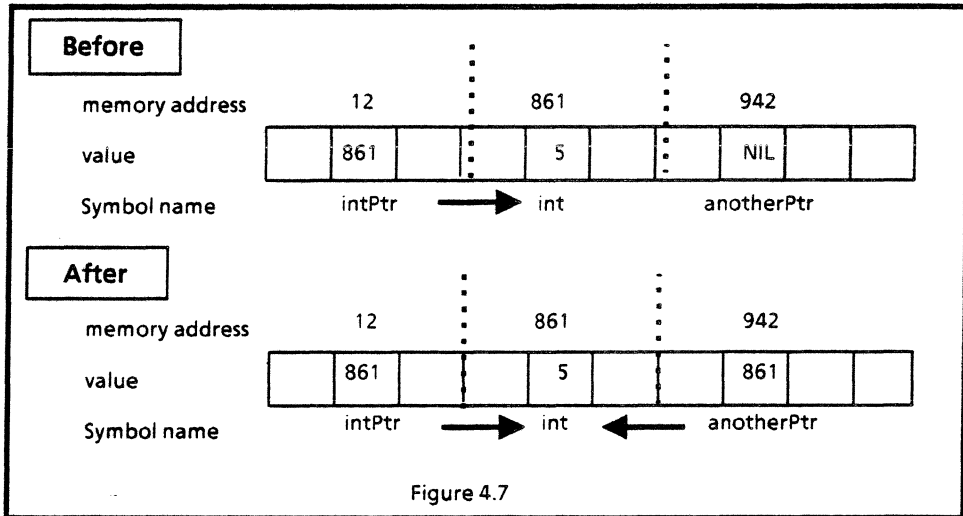 Before
memory address 12 861 942
value 861 5 NIL
Symbol name intPtr int anotherPtr
After
memory address 12 861 942
value 861 5 861
Symbol name intPtr int anotherPtr
Figure 4.7